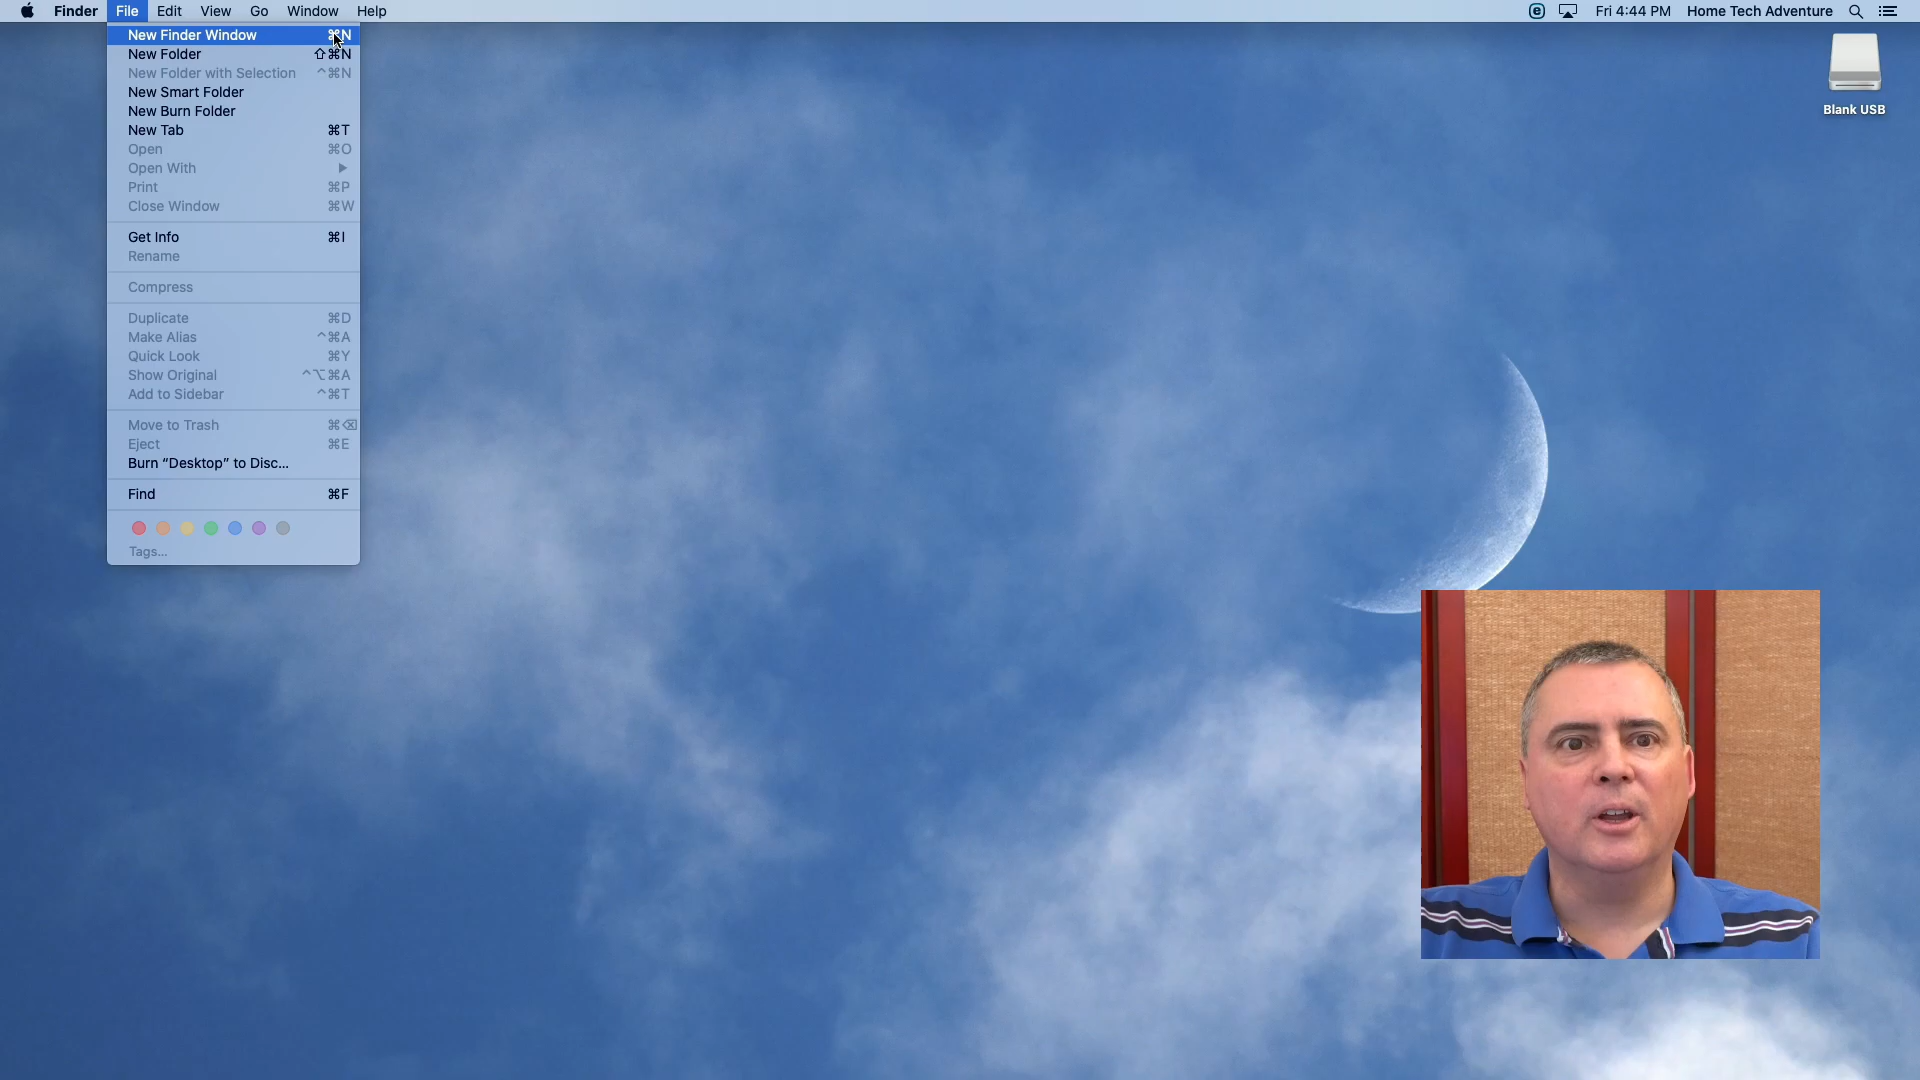 Finder File Edit View Go Window Help Fri 4:44 PM Home Tech Adventure
New Finder Window ⌘N
New Folder ⇧⌘N
New Folder with Selection ^⌘N
New Smart Folder
New Burn Folder
New Tab ⌘T
Open ⌘O
Open With ▶
Print ⌘P
Close Window ⌘W
Get Info ⌘I
Rename
Compress
Duplicate ⌘D
Make Alias ^⌘A
Quick Look ⌘Y
Show Original ^⌥⌘A
Add to Sidebar ^⌘T
Move to Trash ⌘⌫
Eject ⌘E
Burn “Desktop” to Disc...
Find ⌘F
Tags...
Blank USB